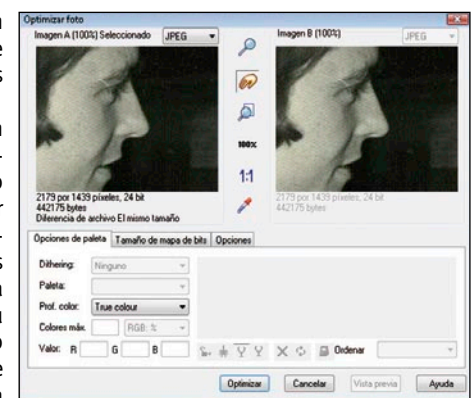 Optimizar foto
Imagen A (100%) Seleccionado JPEG
Imagen B (100%) JPEG
100%
1:1
2179 por 1439 píxeles, 24 bit
442175 bytes
Diferencia de archivo El mismo tamaño
2179 por 1439 píxeles, 24 bit
442175 bytes
Opciones de paleta Tamaño de mapa de bits Opciones
Dithering: Ninguno
Paleta:
Prof. color: True colour
Colores máx. RGB: %
Valor: R G B Ordenar
Optimizar Cancelar Vista previa Ayuda